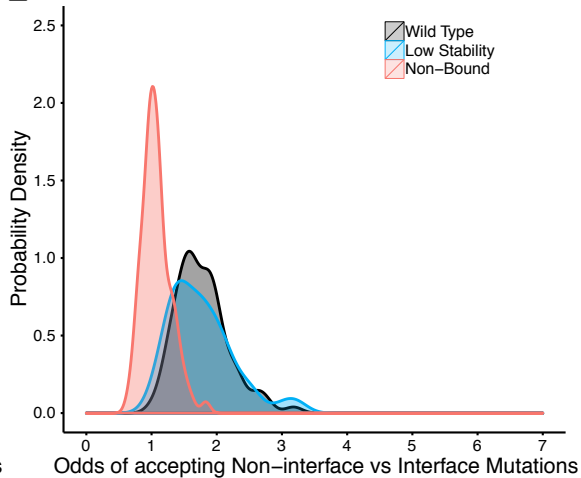 2.5
2.0
1.5
1.0
0.5
0.0
Probability Density
Wild Type
Low Stability
Non−Bound
0 1 2 3 4 5 6 7
s
Odds of accepting Non−interface vs Interface Mutations